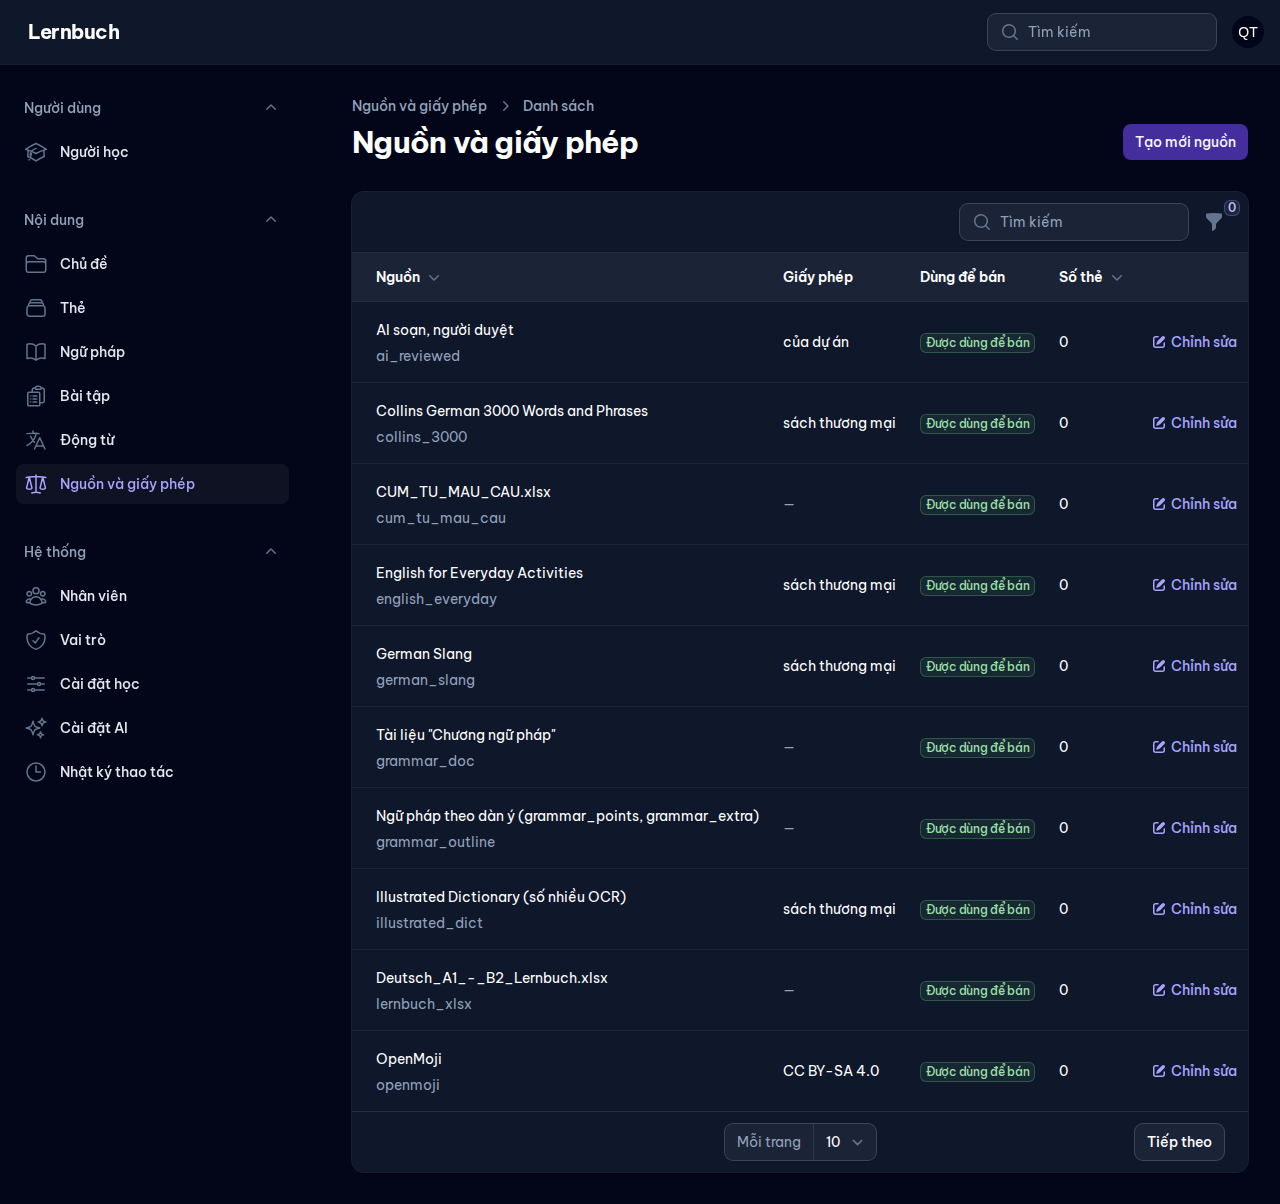 Lernbuch
Tìm kiếm
QT
Người dùng
Người học
Nội dung
Chủ đề
Thẻ
Ngữ pháp
Bài tập
Động từ
Nguồn và giấy phép
Hệ thống
Nhân viên
Vai trò
Cài đặt học
Cài đặt AI
Nhật ký thao tác
Nguồn và giấy phép > Danh sách
Nguồn và giấy phép
Tạo mới nguồn
Tìm kiếm
0
Nguồn Giấy phép Dùng để bán Số thẻ
AI soạn, người duyệt
ai_reviewed
của dự án Được dùng để bán 0 Chỉnh sửa
Collins German 3000 Words and Phrases
collins_3000
sách thương mại Được dùng để bán 0 Chỉnh sửa
CUM_TU_MAU_CAU.xlsx
cum_tu_mau_cau
— Được dùng để bán 0 Chỉnh sửa
English for Everyday Activities
english_everyday
sách thương mại Được dùng để bán 0 Chỉnh sửa
German Slang
german_slang
sách thương mại Được dùng để bán 0 Chỉnh sửa
Tài liệu "Chương ngữ pháp"
grammar_doc
— Được dùng để bán 0 Chỉnh sửa
Ngữ pháp theo dàn ý (grammar_points, grammar_extra)
grammar_outline
— Được dùng để bán 0 Chỉnh sửa
Illustrated Dictionary (số nhiều OCR)
illustrated_dict
sách thương mại Được dùng để bán 0 Chỉnh sửa
Deutsch_A1_-_B2_Lernbuch.xlsx
lernbuch_xlsx
— Được dùng để bán 0 Chỉnh sửa
OpenMoji
openmoji
CC BY-SA 4.0 Được dùng để bán 0 Chỉnh sửa
Mỗi trang 10
Tiếp theo